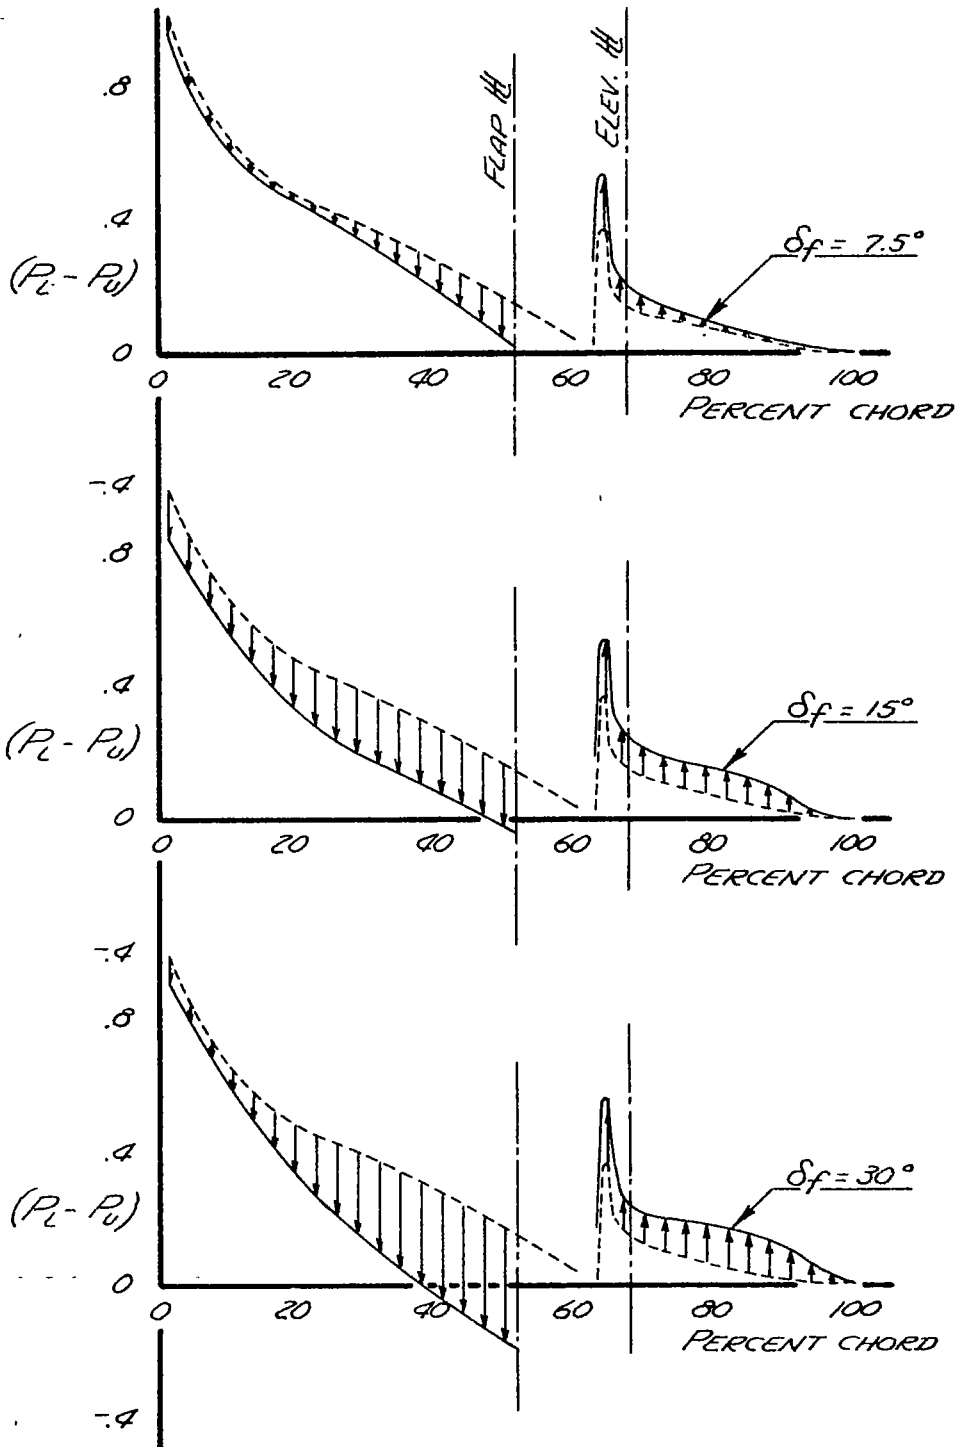 .8
FLAP HL
ELEV. HL
.4
δf = 7.5°
(PL - PU)
0
0 20 40 60 80 100
PERCENT CHORD
-.4
.8
.4
δf = 15°
(PL - PU)
0
0 20 40 60 80 100
PERCENT CHORD
-.4
.8
.4
δf = 30°
(PL - PU)
0
0 20 40 60 80 100
PERCENT CHORD
-.4